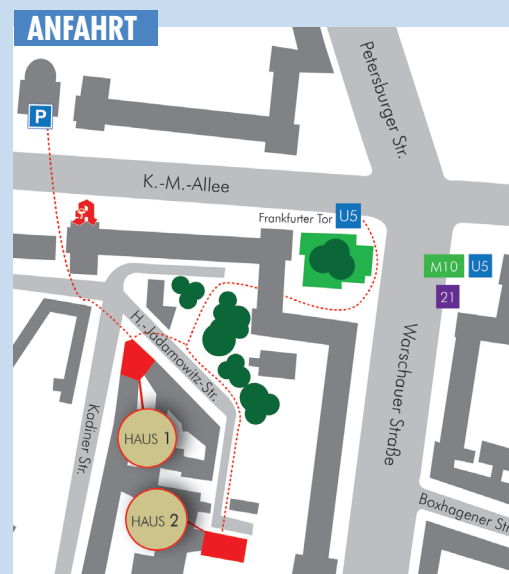 ANFAHRT
Petersburger Str.
P
K.-M.-Allee
Frankfurter Tor U5
M10 U5
21
H.-Jadamowitz-Str.
Warschauer Straße
Kadiner Str.
HAUS 1
HAUS 2
Boxhagener Str